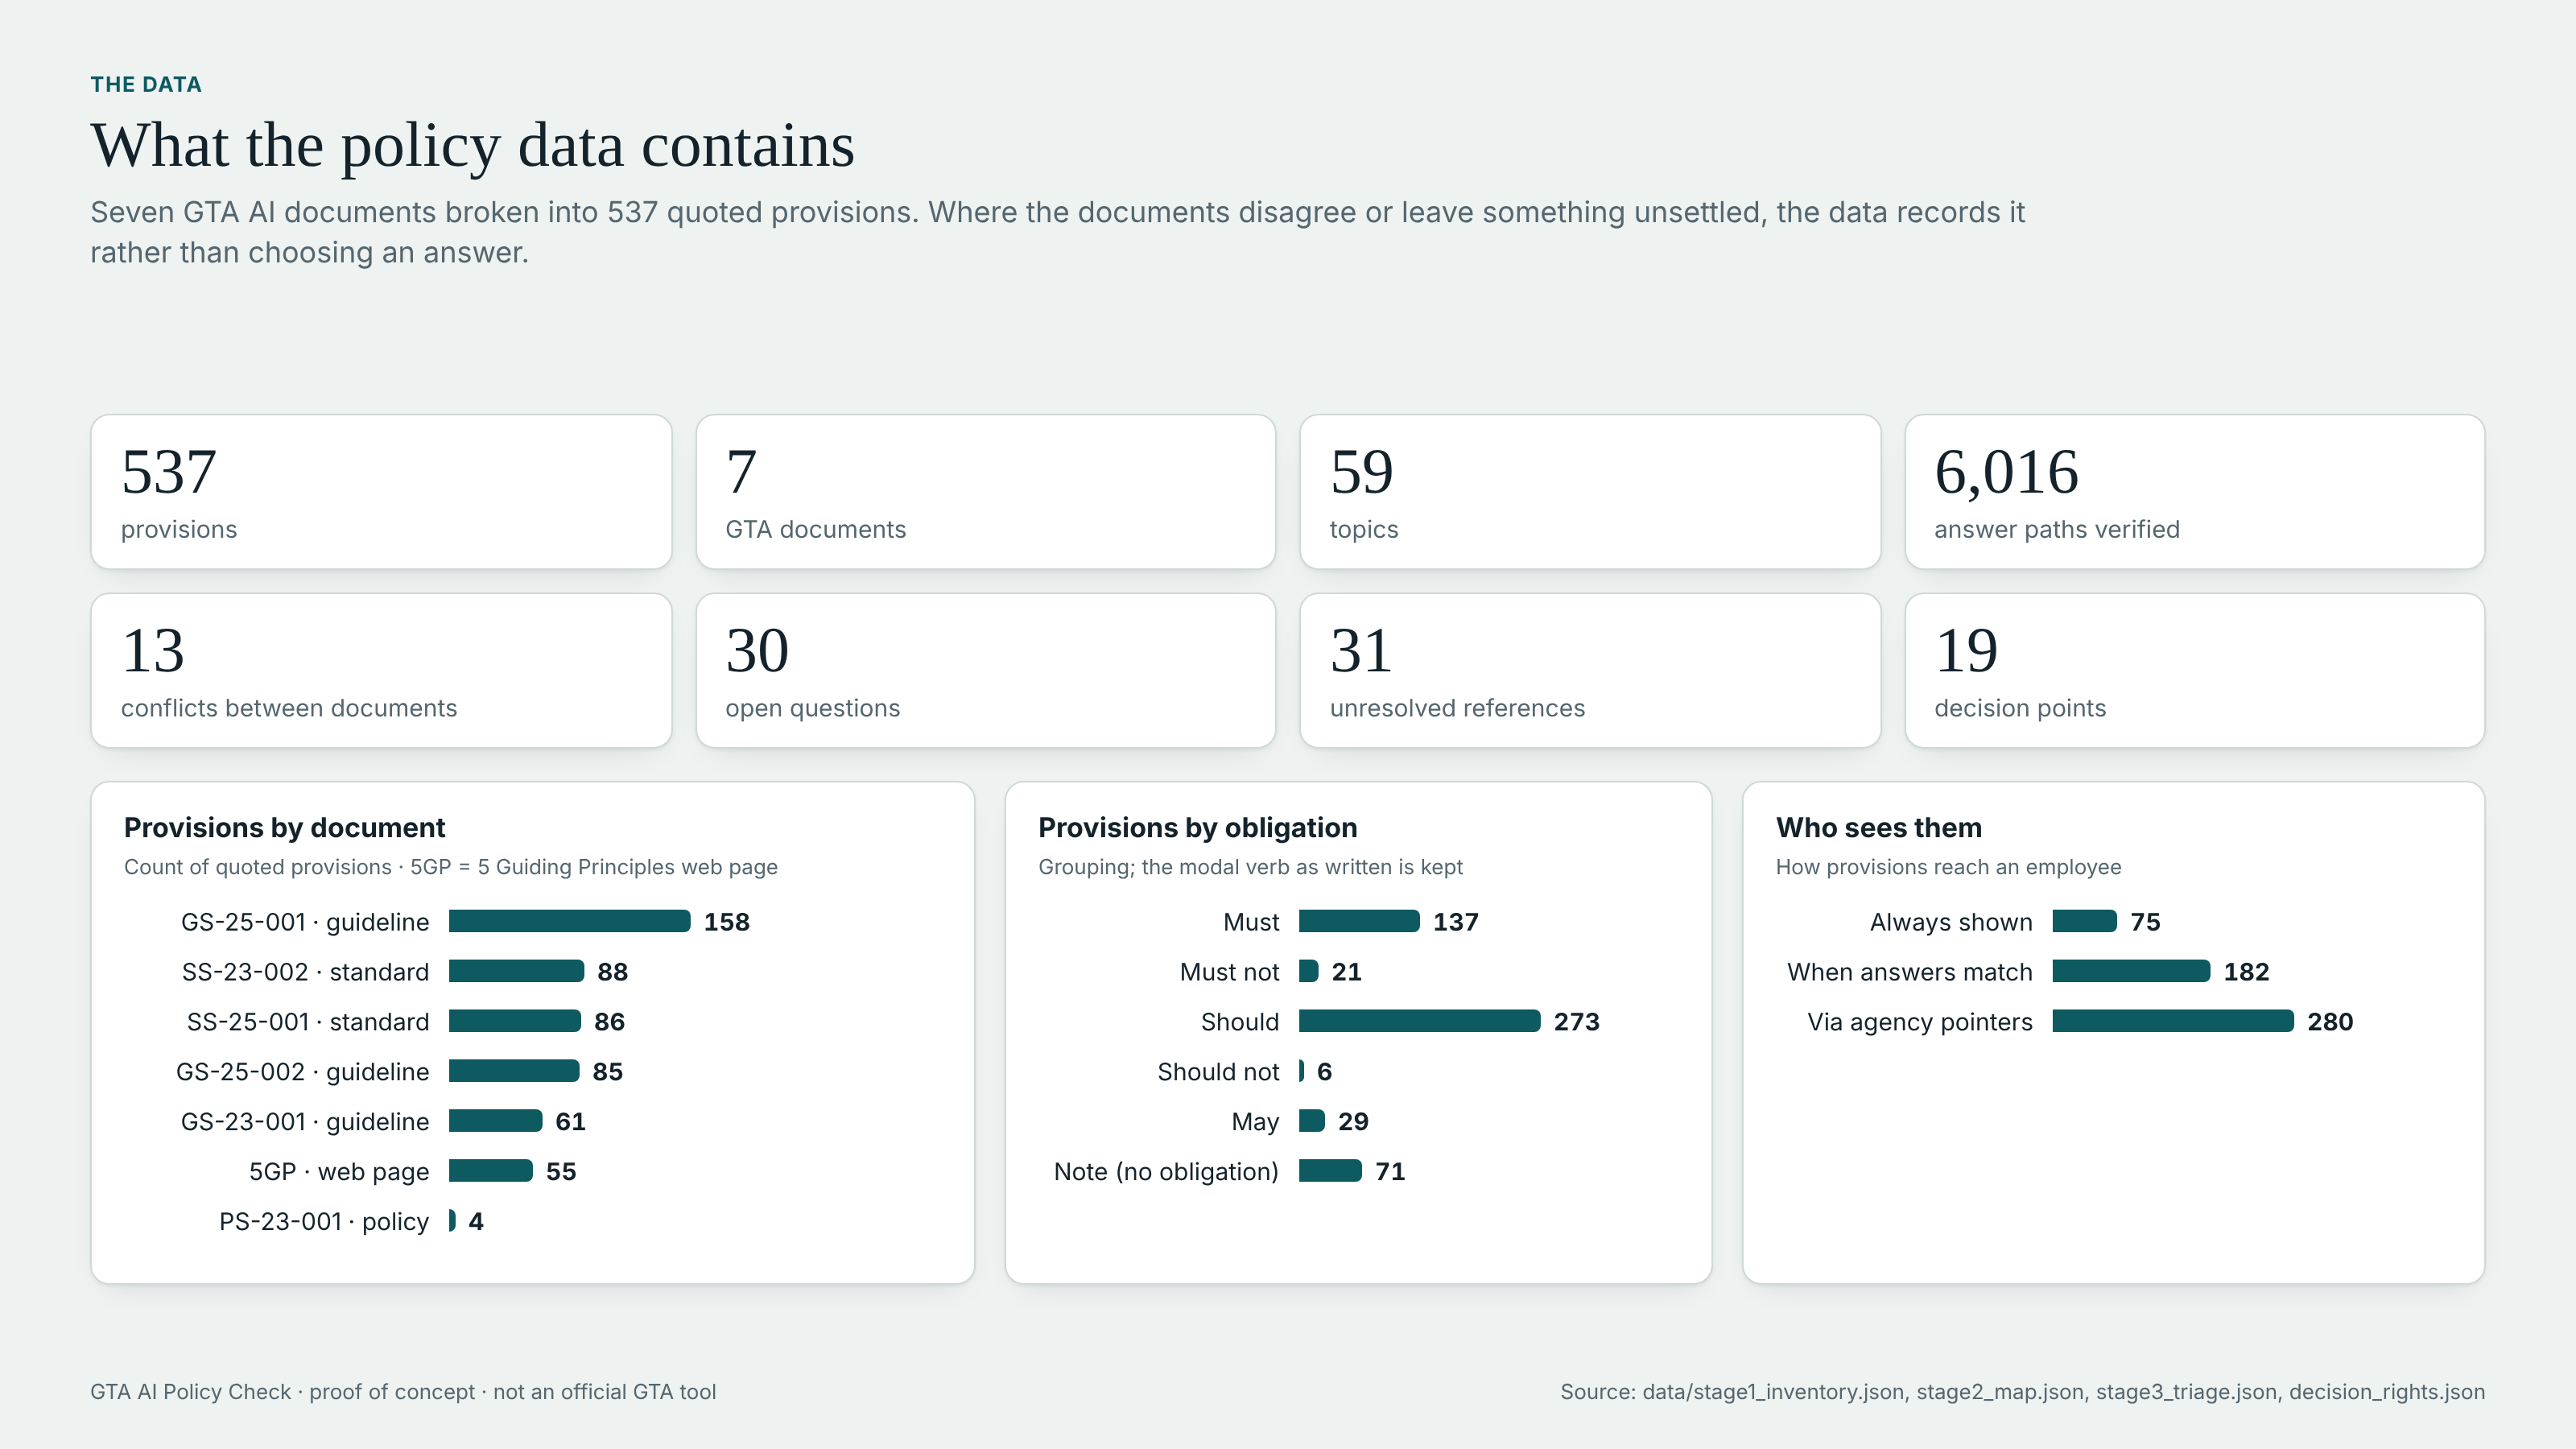 THE DATA
What the policy data contains
Seven GTA AI documents broken into 537 quoted provisions. Where the documents disagree or leave something unsettled, the data records it
rather than choosing an answer.
537
provisions
7
GTA documents
59
topics
6,016
answer paths verified
13
conflicts between documents
30
open questions
31
unresolved references
19
decision points
Provisions by document
Count of quoted provisions · 5GP = 5 Guiding Principles web page
GS-25-001 · guideline 158
SS-23-002 · standard 88
SS-25-001 · standard 86
GS-25-002 · guideline 85
GS-23-001 · guideline 61
5GP · web page 55
PS-23-001 · policy 4
Provisions by obligation
Grouping; the modal verb as written is kept
Must 137
Must not 21
Should 273
Should not 6
May 29
Note (no obligation) 71
Who sees them
How provisions reach an employee
Always shown 75
When answers match 182
Via agency pointers 280
GTA AI Policy Check · proof of concept · not an official GTA tool
Source: data/stage1_inventory.json, stage2_map.json, stage3_triage.json, decision_rights.json